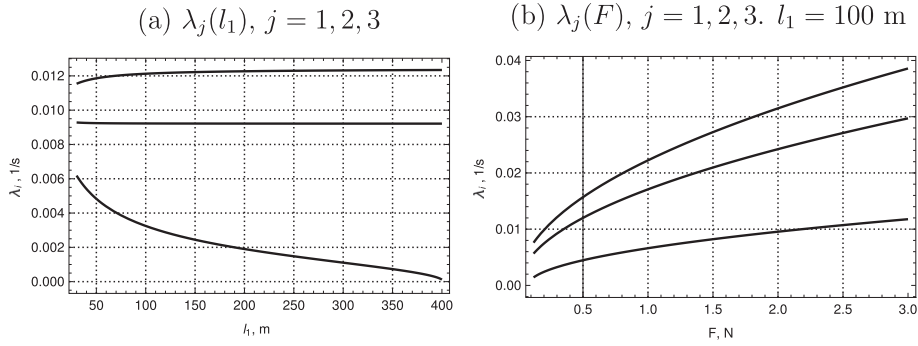 (a) λj(l1), j = 1, 2, 3
0.012
0.010
0.008
0.006
0.004
0.002
0.000
λj, 1/s
50 100 150 200 250 300 350 400
l1, m
(b) λj(F), j = 1, 2, 3. l1 = 100 m
0.04
0.03
0.02
0.01
0.00
λj, 1/s
0.5 1.0 1.5 2.0 2.5 3.0
F, N